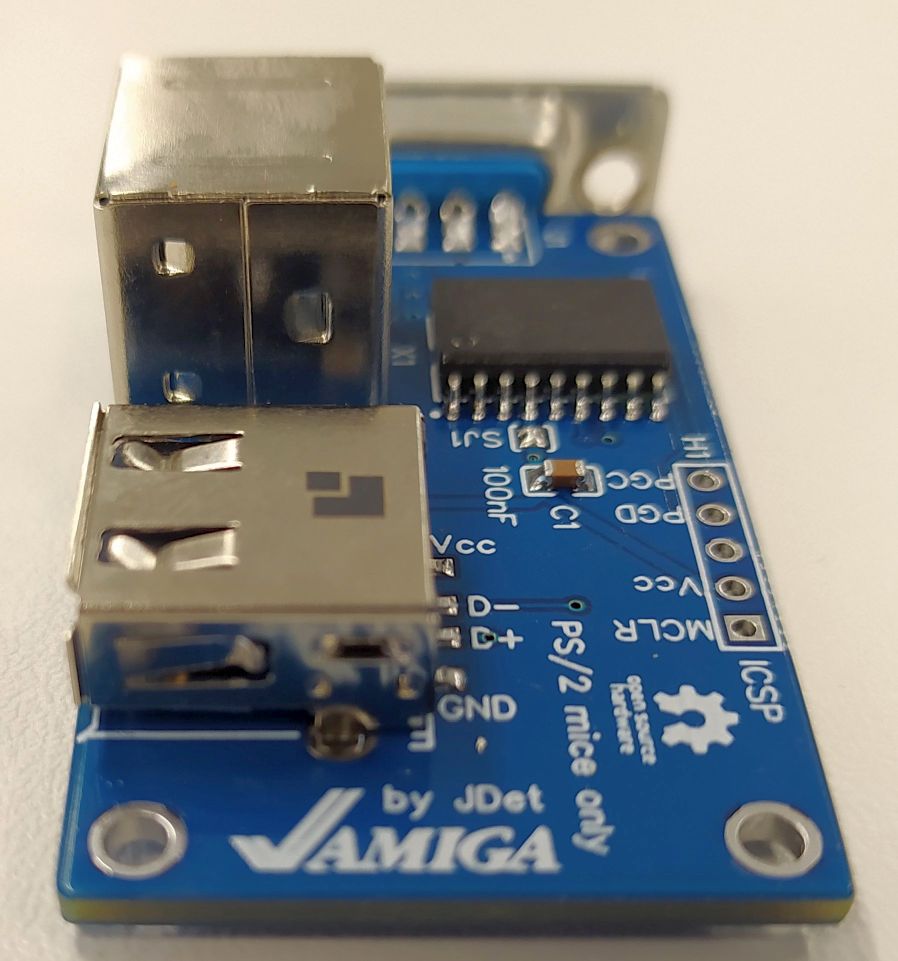 X1
SJ1
H1
100nF
C1
PGC
PGD
Vcc
MCLR
ICSP
Vcc
D-
D+
GND
PS/2 mice only
open source
hardware
by JDet
AMIGA